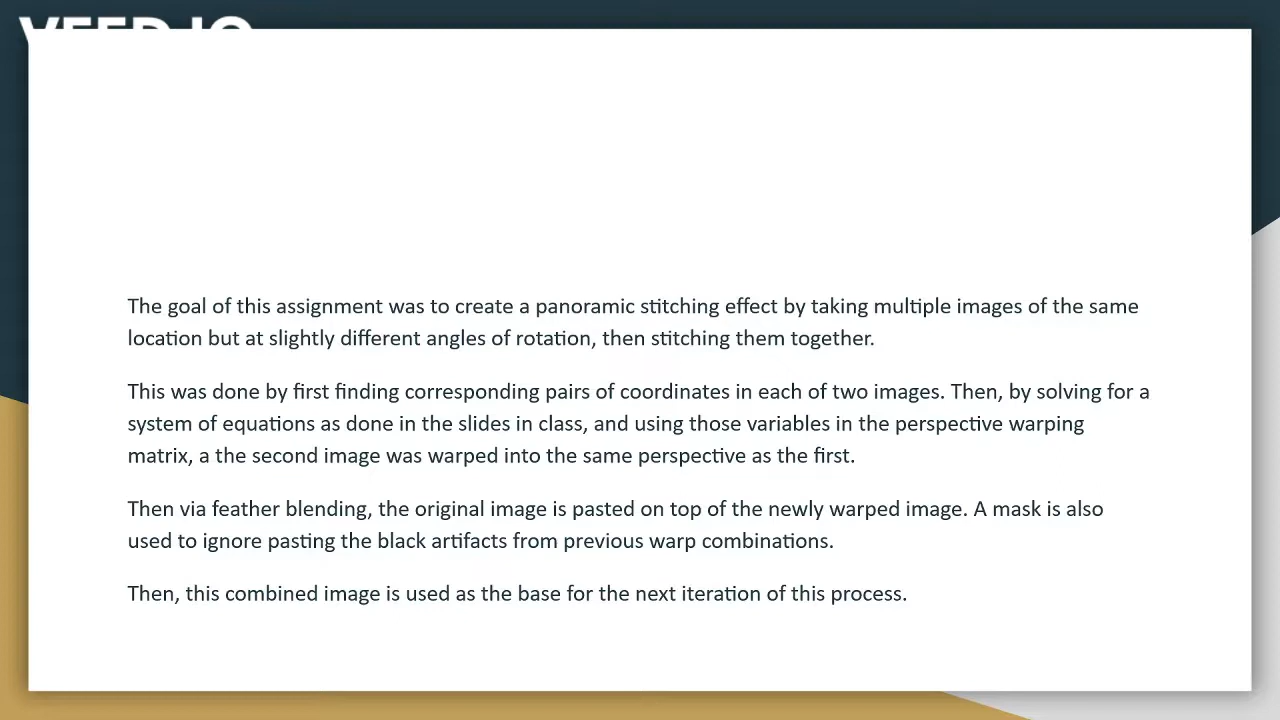 VEED.IO
The goal of this assignment was to create a panoramic stitching effect by taking multiple images of the same
location but at slightly different angles of rotation, then stitching them together.
This was done by first finding corresponding pairs of coordinates in each of two images. Then, by solving for a
system of equations as done in the slides in class, and using those variables in the perspective warping
matrix, a the second image was warped into the same perspective as the first.
Then via feather blending, the original image is pasted on top of the newly warped image. A mask is also
used to ignore pasting the black artifacts from previous warp combinations.
Then, this combined image is used as the base for the next iteration of this process.